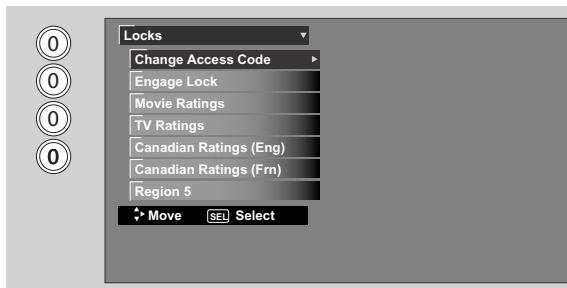 0
0
0
0
Locks
Change Access Code
Engage Lock
Movie Ratings
TV Ratings
Canadian Ratings (Eng)
Canadian Ratings (Frn)
Region 5
Move SEL Select